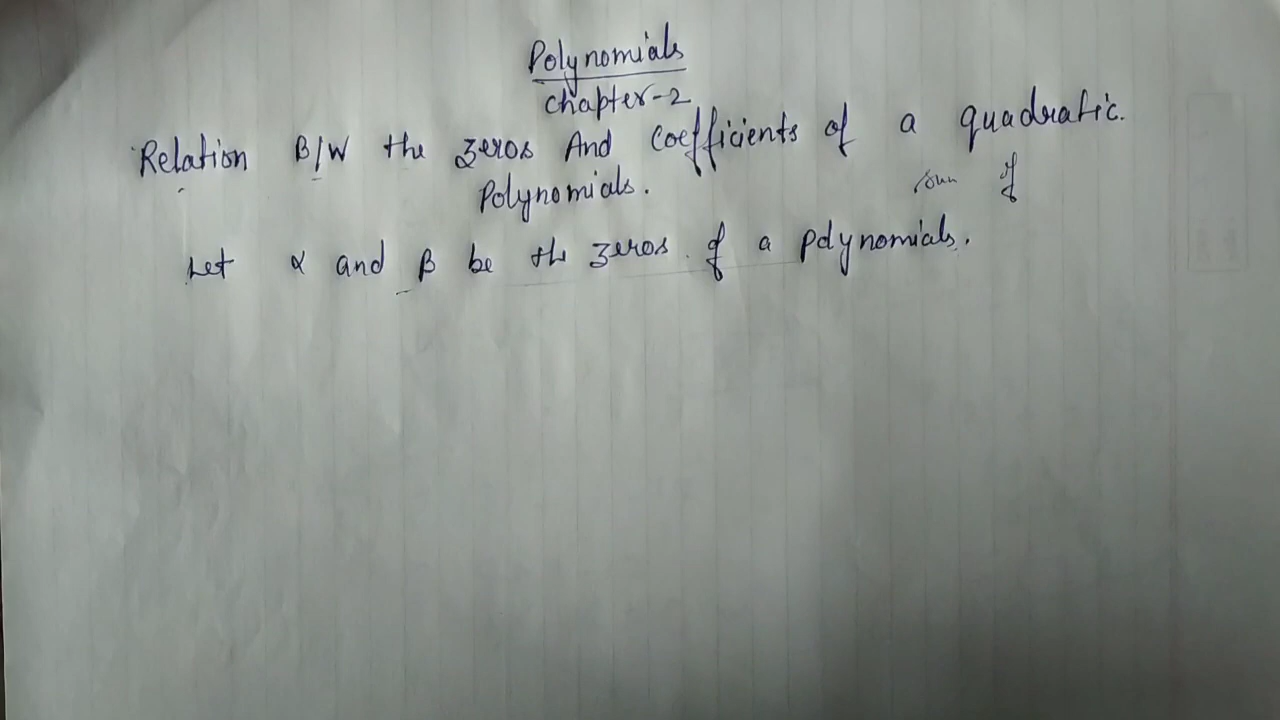 Polynomials
chapter-2
Relation B/W the zeros And Coefficients of a quadratic.
Polynomials.
of
Let α and β be the zeros of a polynomials.